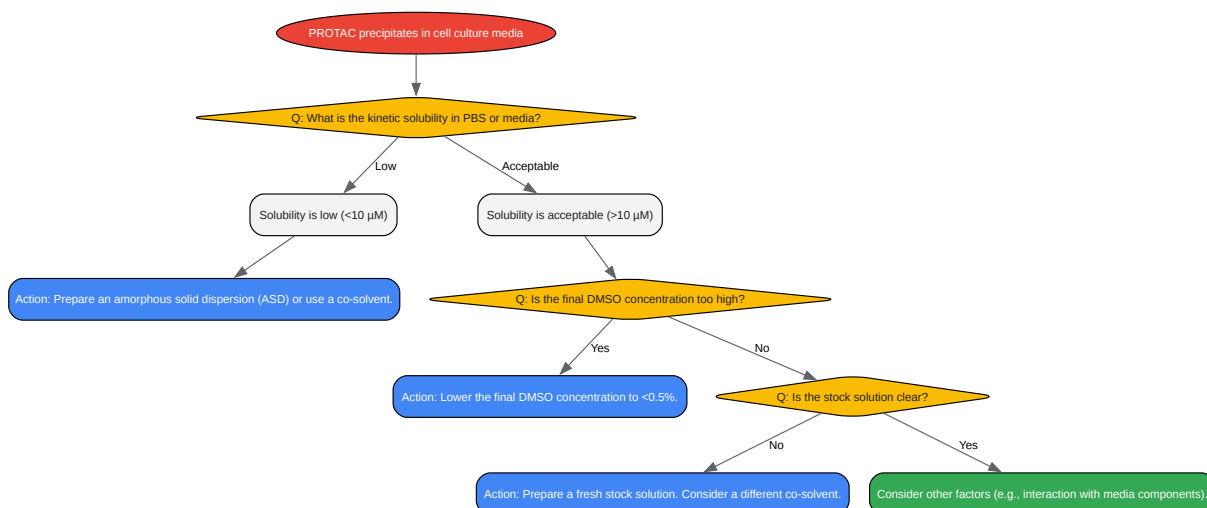 PROTAC precipitates in cell culture media
Q: What is the kinetic solubility in PBS or media?
Low
Acceptable
Solubility is low (<10 µM)
Solubility is acceptable (>10 µM)
Action: Prepare an amorphous solid dispersion (ASD) or use a co-solvent.
Q: Is the final DMSO concentration too high?
Yes
No
Action: Lower the final DMSO concentration to <0.5%.
Q: Is the stock solution clear?
No
Yes
Action: Prepare a fresh stock solution. Consider a different co-solvent.
Consider other factors (e.g., interaction with media components).